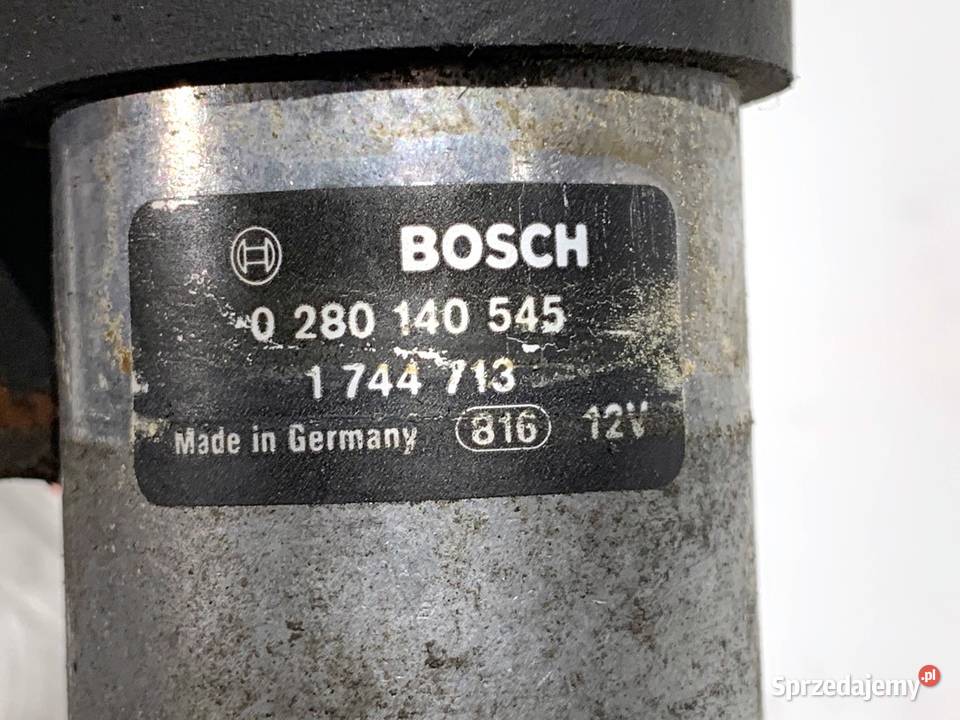 BOSCH
0 280 140 545
1 744 713
Made in Germany 816 12V
Sprzedajemy.pl